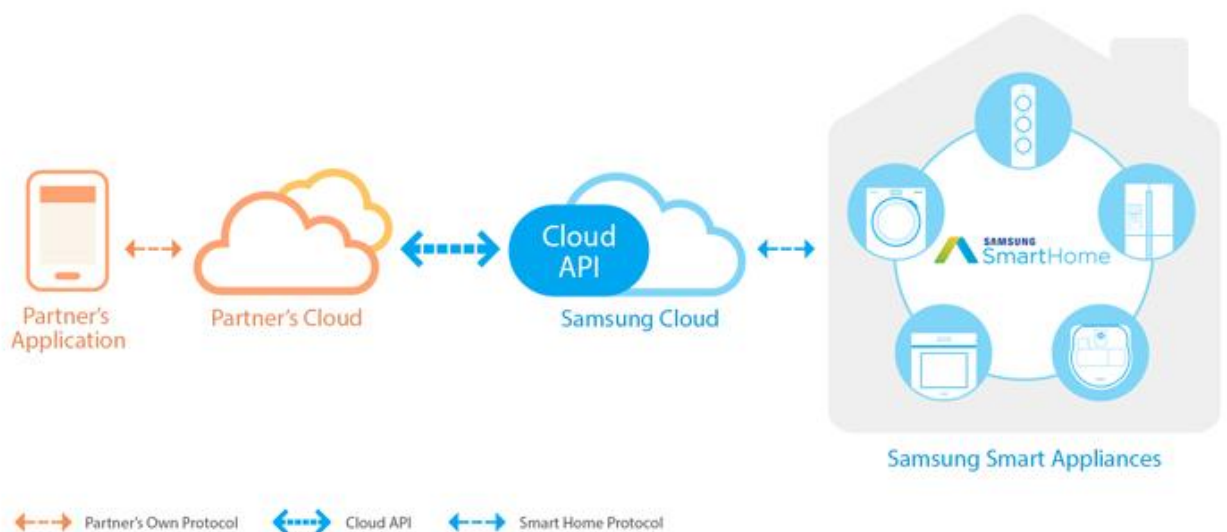 Cloud
API
SAMSUNG
SmartHome
Partner's
Application
Partner's Cloud
Samsung Cloud
Samsung Smart Appliances
Partner's Own Protocol
Cloud API
Smart Home Protocol